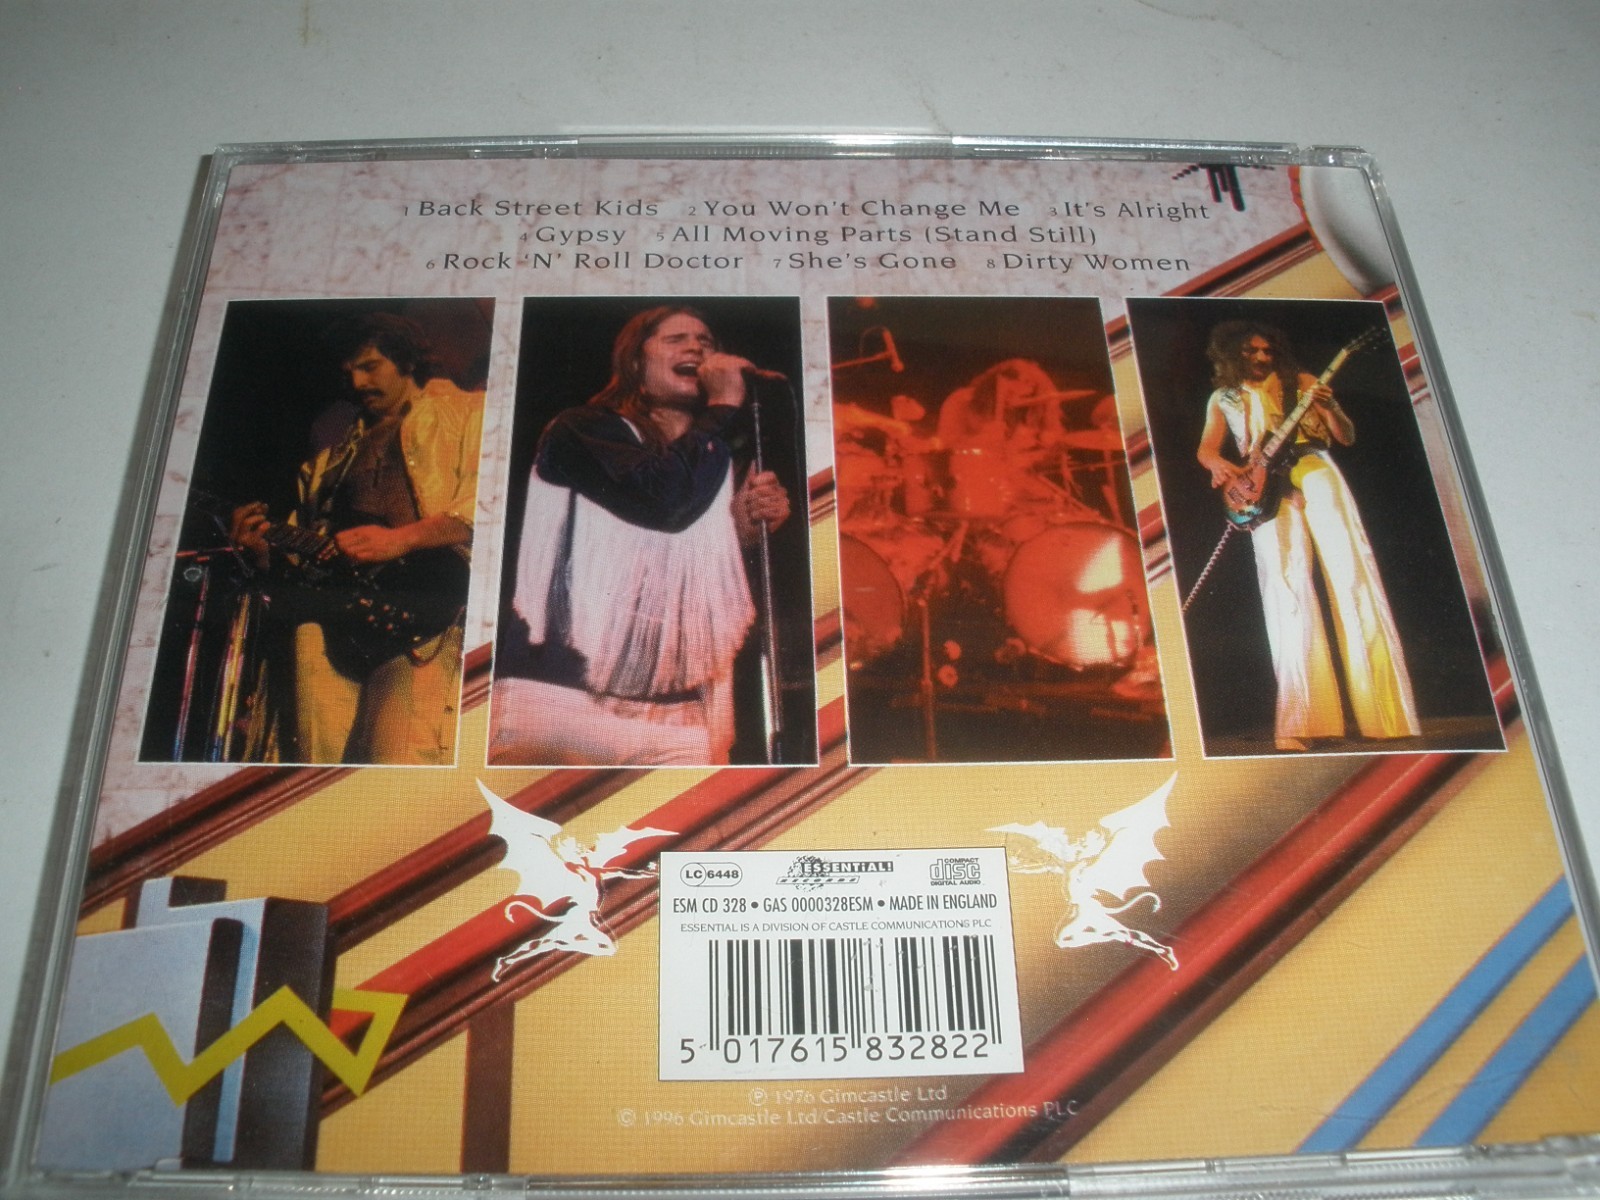 1 Back Street Kids 2 You Won't Change Me 3 It's Alright
4 Gypsy 5 All Moving Parts (Stand Still)
6 Rock 'N' Roll Doctor 7 She's Gone 8 Dirty Women
LC 6448 ESSENTIAL! RECORDS COMPACT disc DIGITAL AUDIO
ESM CD 328 • GAS 0000328ESM • MADE IN ENGLAND
ESSENTIAL IS A DIVISION OF CASTLE COMMUNICATIONS PLC
5 017615 832822
℗ 1976 Gimcastle Ltd
© 1996 Gimcastle Ltd/Castle Communications PLC